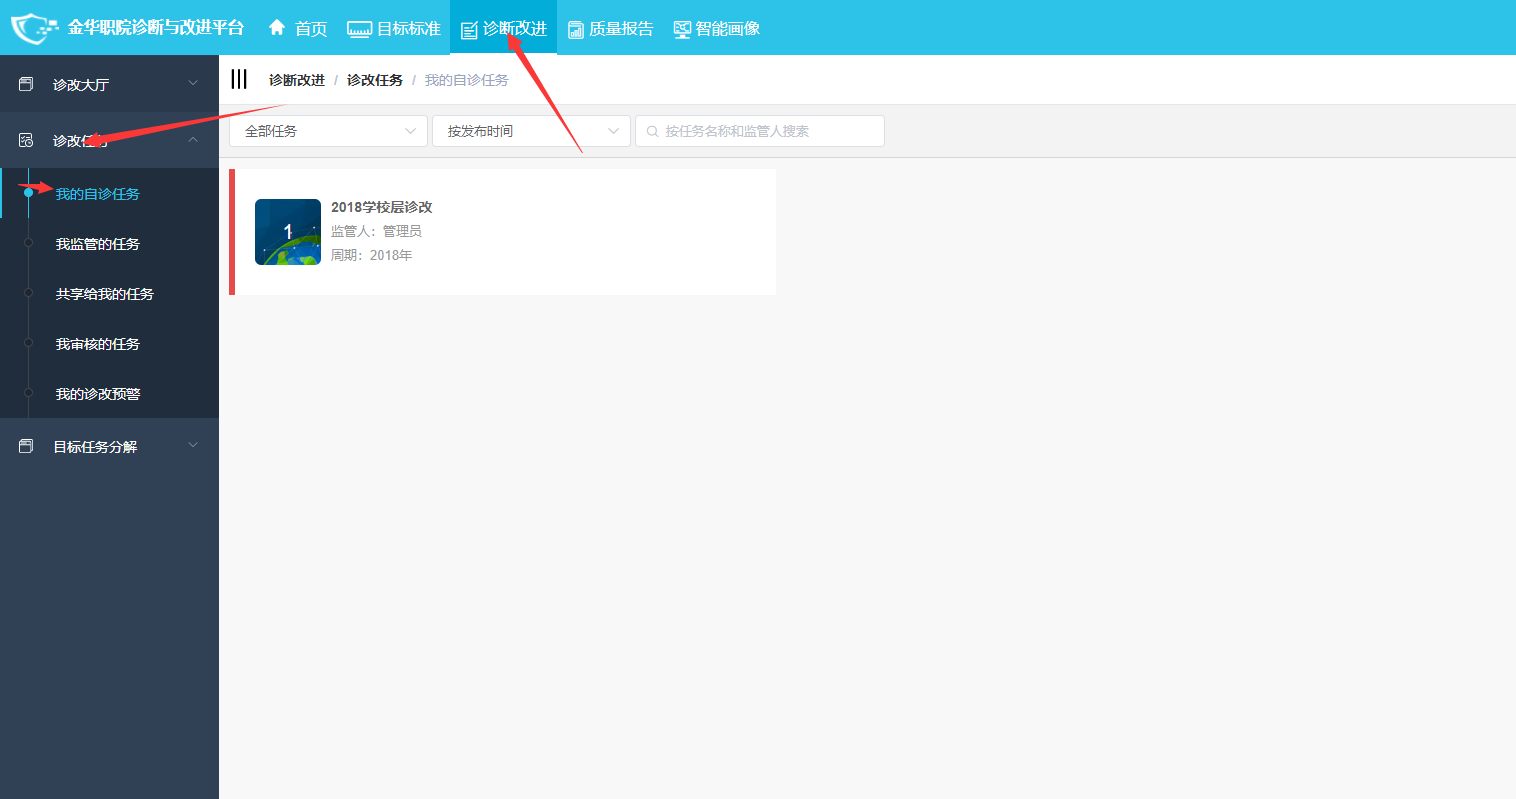 金华职院诊断与改进平台 首页 目标标准 诊断改进 质量报告 智能画像
诊改大厅
诊断改进 / 诊改任务 / 我的自诊任务
全部任务 按发布时间 按任务名称和监管人搜索
诊改任务
我的自诊任务
我监管的任务
共享给我的任务
我审核的任务
我的诊改预警
目标任务分解
1
2018学校层诊改
监管人：管理员
周期：2018年